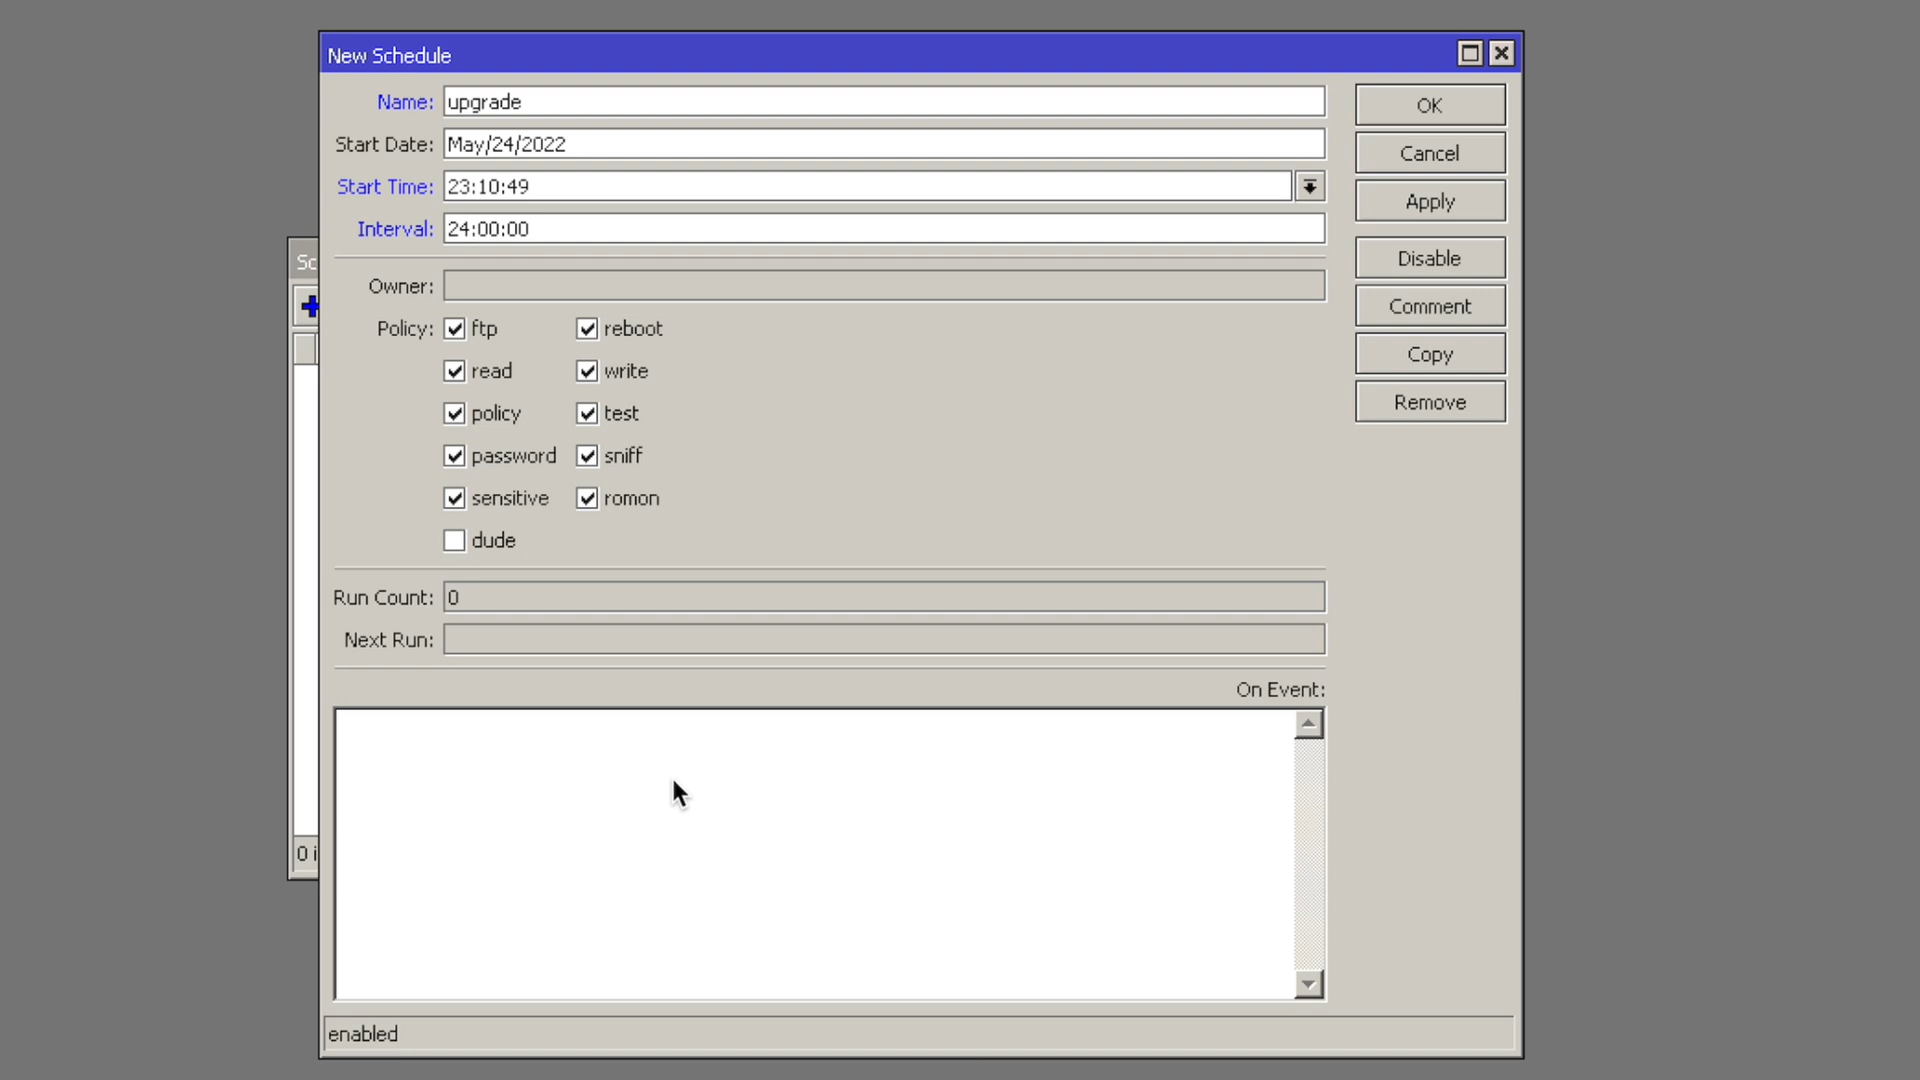 New Schedule
Name: upgrade
OK
Start Date: May/24/2022
Cancel
Start Time: 23:10:49
Apply
Interval: 24:00:00
Disable
Sc
Owner:
Comment
Policy: ftp reboot
Copy
read write
Remove
policy test
password sniff
sensitive romon
dude
Run Count: 0
Next Run:
On Event:
0 i
enabled